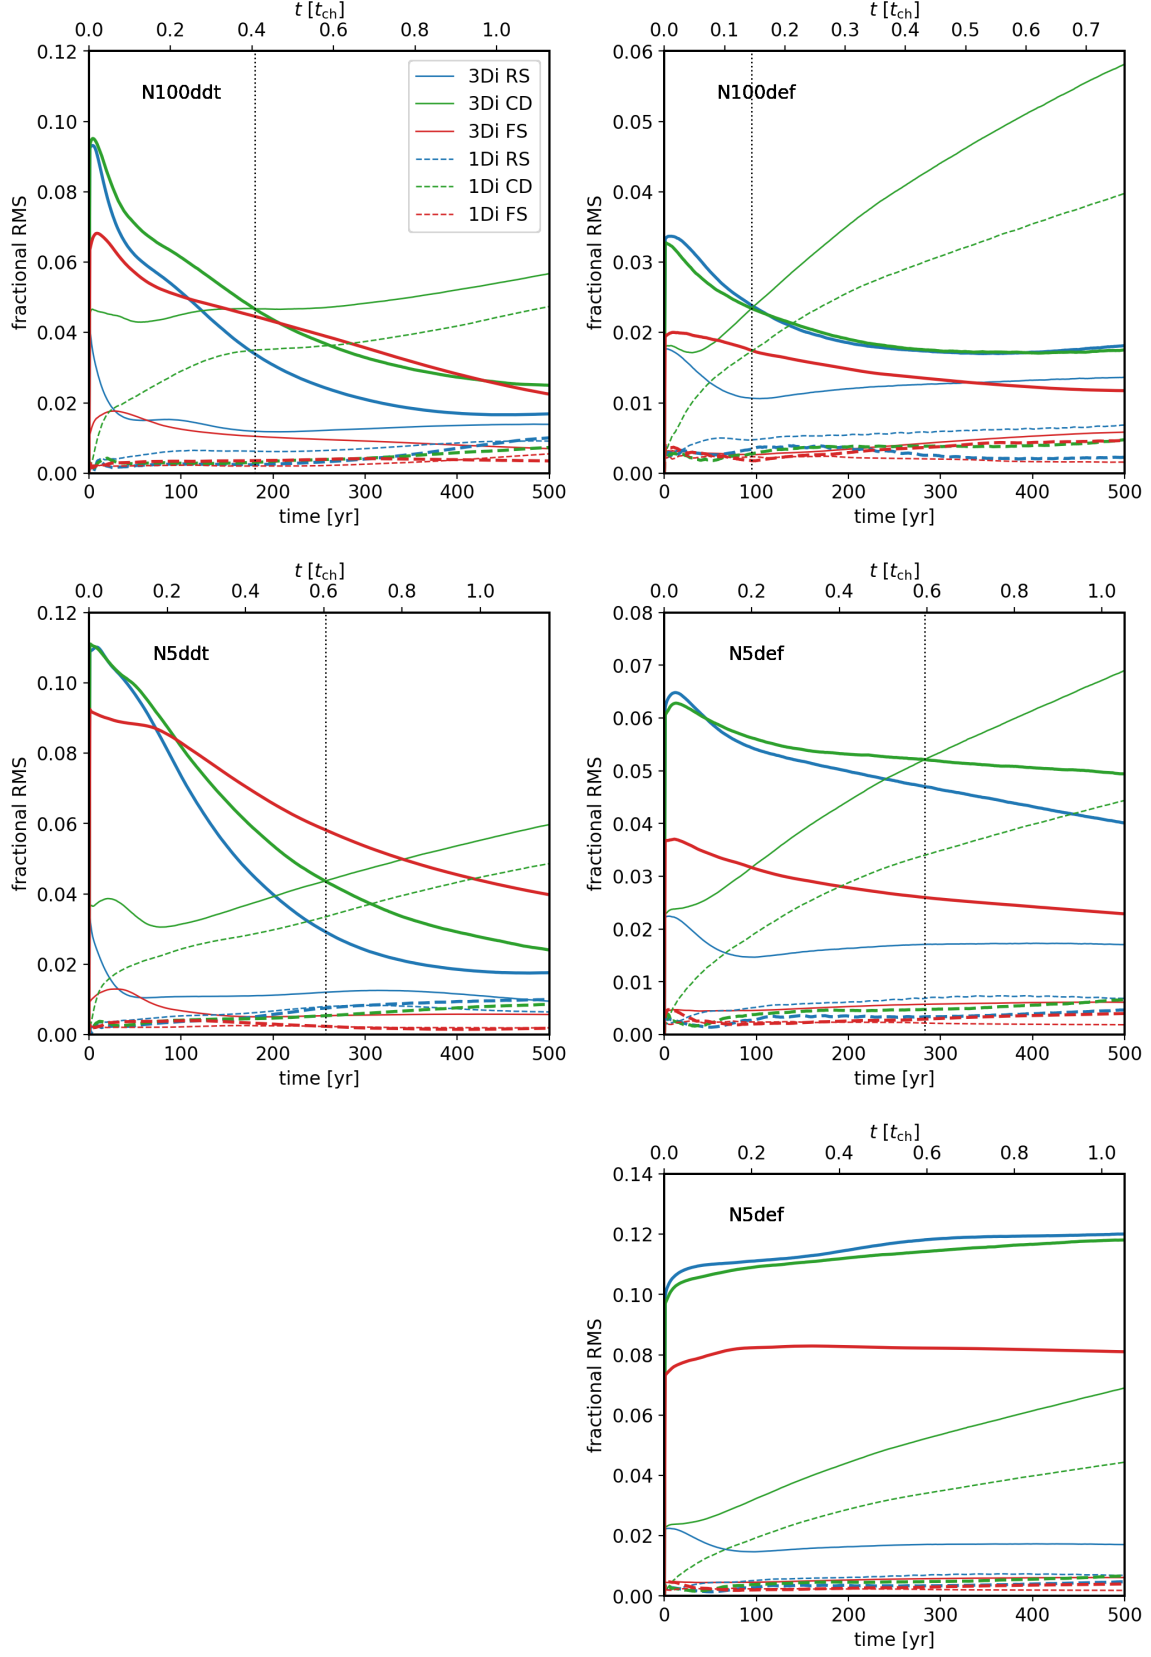 t [tch]
0.0 0.2 0.4 0.6 0.8 1.0
0.12
0.10
0.08
0.06
0.04
0.02
0.00
fractional RMS
N100ddt
3Di RS
3Di CD
3Di FS
1Di RS
1Di CD
1Di FS
0 100 200 300 400 500
time [yr]
t [tch]
0.0 0.1 0.2 0.3 0.4 0.5 0.6 0.7
0.06
0.05
0.04
0.03
0.02
0.01
0.00
fractional RMS
N100def
0 100 200 300 400 500
time [yr]
t [tch]
0.0 0.2 0.4 0.6 0.8 1.0
0.12
0.10
0.08
0.06
0.04
0.02
0.00
fractional RMS
N5ddt
0 100 200 300 400 500
time [yr]
t [tch]
0.0 0.2 0.4 0.6 0.8 1.0
0.08
0.07
0.06
0.05
0.04
0.03
0.02
0.01
0.00
fractional RMS
N5def
0 100 200 300 400 500
time [yr]
t [tch]
0.0 0.2 0.4 0.6 0.8 1.0
0.14
0.12
0.10
0.08
0.06
0.04
0.02
0.00
fractional RMS
N5def
0 100 200 300 400 500
time [yr]